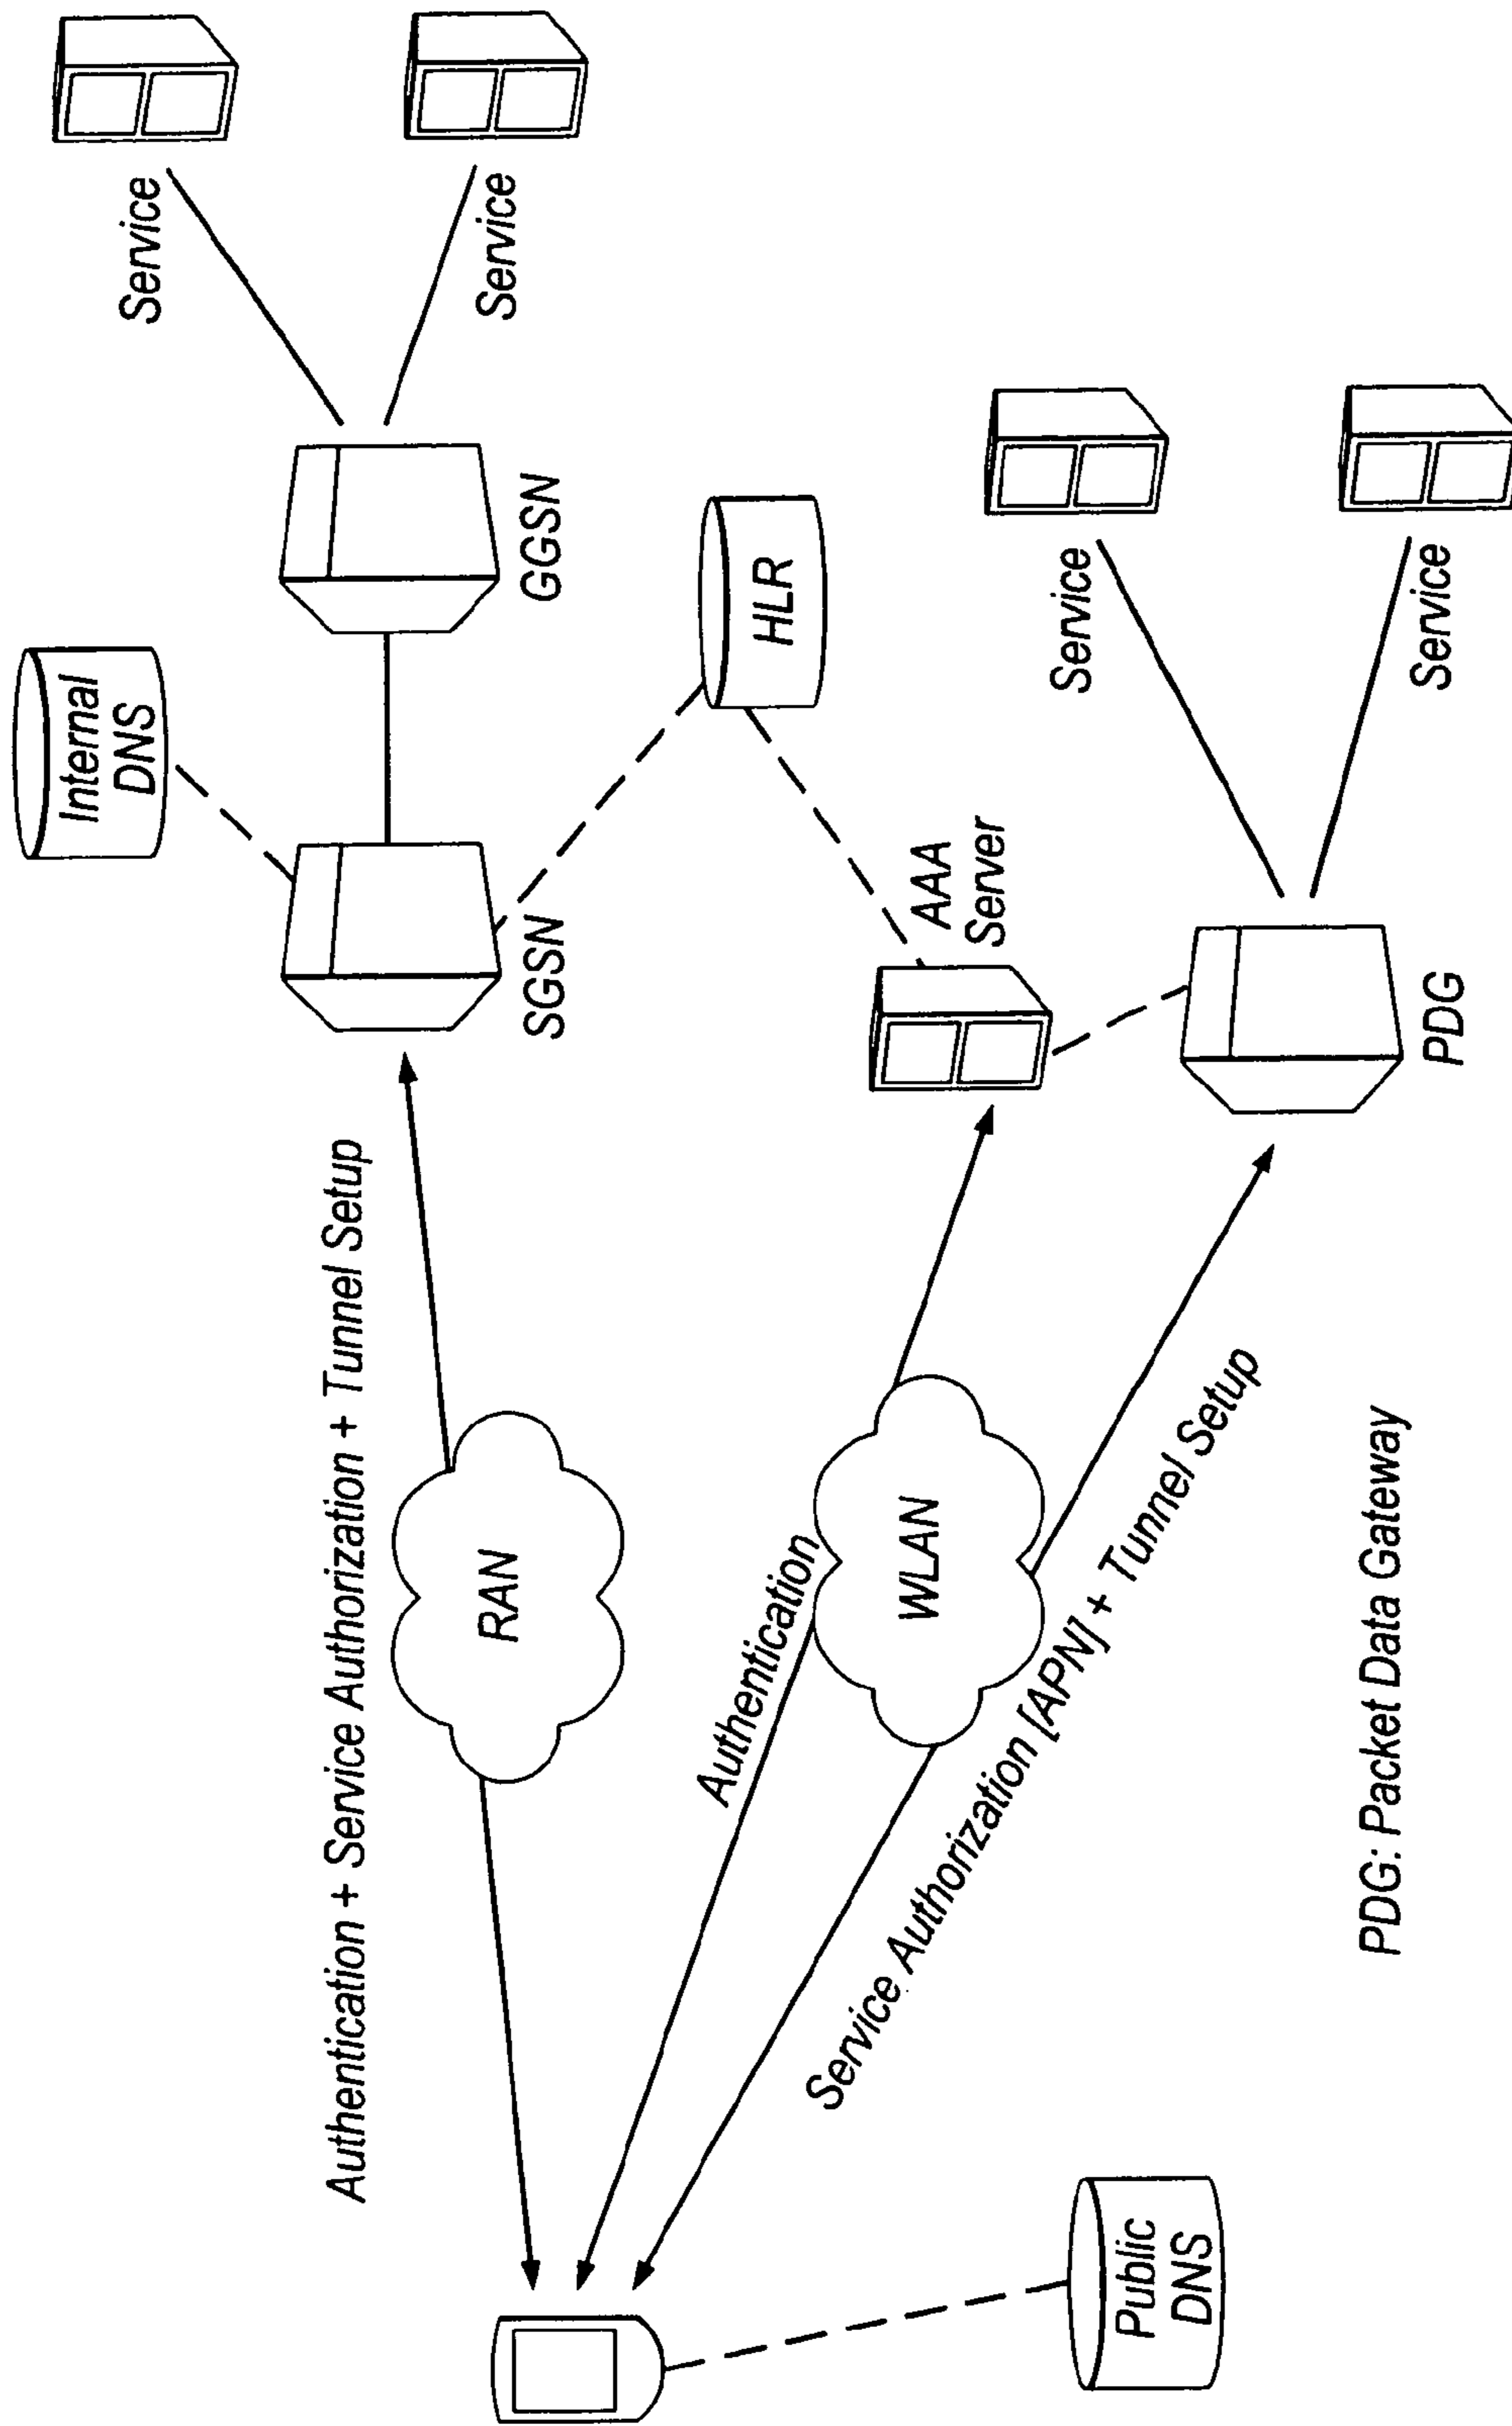 Internal
DNS
Service
Service
GGSN
SGSN
Authentication + Service Authorization + Tunnel Setup
RAN
HLR
AAA
Server
Authentication
WLAN
Service Authorization [APN] + Tunnel Setup
Service
Service
PDG
Public
DNS
PDG: Packet Data Gateway